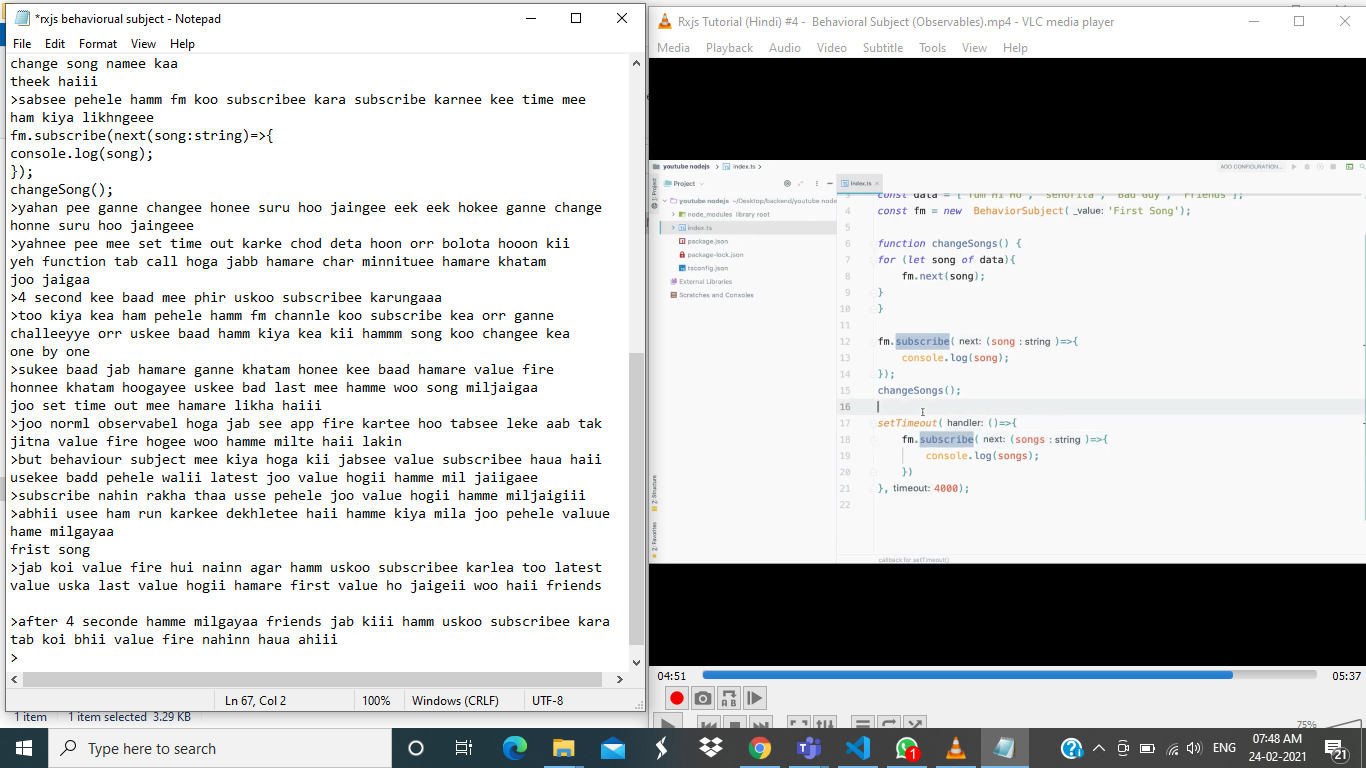 *rxjs behaviorual subject - Notepad
File Edit Format View Help
change song namee kaa
theek haiii
>sabsee pehele hamm fm koo subscribee kara subscribe karnee kee time mee
ham kiya likhngeee
fm.subscribe(next(song:string)=>{
console.log(song);
});
changeSong();
>yahan pee ganne changee honee suru hoo jaingee eek eek hokee ganne change
honne suru hoo jaingeee
>yahnee pee mee set time out karke chod deta hoon orr bolota hooon kii
yeh function tab call hoga jabb hamare char minnituee hamare khatam
joo jaigaa
>4 second kee baad mee phir uskoo subscribee karungaaa
>too kiya kea ham pehele hamm fm channle koo subscribe kea orr ganne
challeeyye orr uskee baad hamm kiya kea kii hammm song koo changee kea
one by one
>sukee baad jab hamare ganne khatam honee kee baad hamare value fire
honnee khatam hoogayee uskee bad last mee hamme woo song miljaigaa
joo set time out mee hamare likha haiii
>joo norml observabel hoga jab see app fire kartee hoo tabsee leke aab tak
jitna value fire hogee woo hamme milte haii lakin
>but behaviour subject mee kiya hoga kii jabsee value subscribee haua haii
usekee badd pehele walii latest joo value hogii hamme mil jaiigaee
>subscribe nahin rakha thaa usse pehele joo value hogii hamme miljaigiii
>abhii usee ham run karkee dekhletee haii hamme kiya mila joo pehele valuue
hame milgayaa
frist song
>jab koi value fire hui nainn agar hamm uskoo subscribee karlea too latest
value uska last value hogii hamare first value ho jaigeii woo haii friends
>after 4 seconde hamme milgayaa friends jab kiii hamm uskoo subscribee kara
tab koi bhii value fire nahinn haua ahiii
>
Ln 67, Col 2 100% Windows (CRLF) UTF-8
1 item 1 item selected 3.29 KB
Rxjs Tutorial (Hindi) #4 - Behavioral Subject (Observables).mp4 - VLC media player
Media Playback Audio Video Subtitle Tools View Help
youtube nodejs > index.ts >
ADD CONFIGURATION...
Project
index.ts
youtube nodejs ~/Desktop/backend/youtube node
node_modules library root
index.ts
package.json
package-lock.json
tsconfig.json
External Libraries
Scratches and Consoles
1: Project
2: Structure
2: Favorites
3 const data = ['Tum Hi Ho', 'senorita', 'Bad Guy', 'Friends'];
4 const fm = new BehaviorSubject( _value: 'First Song');
5
6 function changeSongs() {
7 for (let song of data){
8 fm.next(song);
9 }
10 }
11
12 fm.subscribe( next: (song : string )=>{
13 console.log(song);
14 });
15 changeSongs();
16
17 setTimeout( handler: ()=>{
18 fm.subscribe( next: (songs : string )=>{
19 console.log(songs);
20 })
21 }, timeout: 4000);
22
callback for setTimeout()
04:51 05:37
75%
Type here to search
1
ENG
07:48 AM
24-02-2021
21